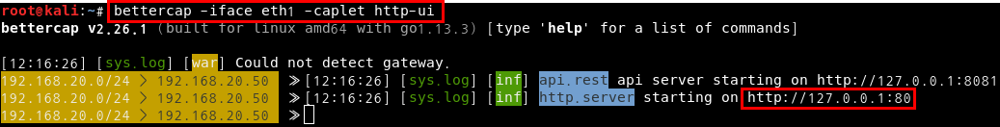 root@kali:~# bettercap -iface eth1 -caplet http-ui
bettercap v2.26.1 (built for linux amd64 with go1.13.3) [type 'help' for a list of commands]
[12:16:26] [sys.log] [war] Could not detect gateway.
192.168.20.0/24 > 192.168.20.50 »[12:16:26] [sys.log] [inf] api.rest api server starting on http://127.0.0.1:8081
192.168.20.0/24 > 192.168.20.50 »[12:16:26] [sys.log] [inf] http.server starting on http://127.0.0.1:80
192.168.20.0/24 > 192.168.20.50 »